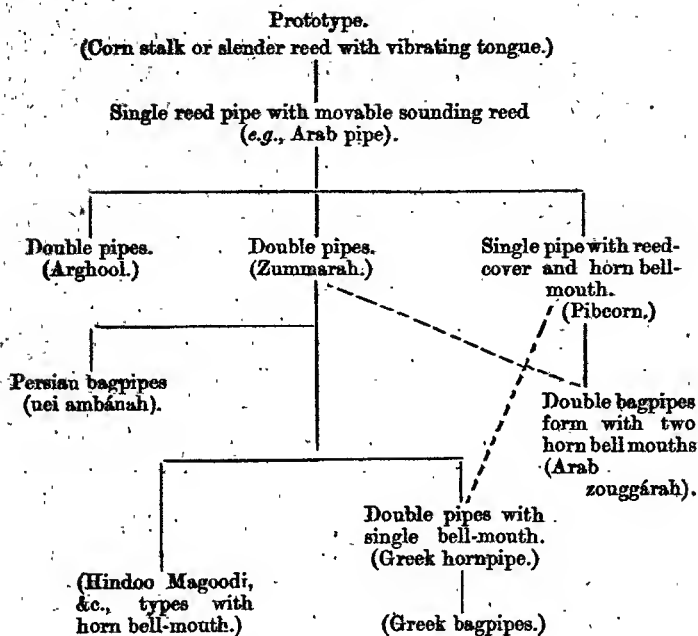 Prototype.
(Corn stalk or slender reed with vibrating tongue.)
Single reed pipe with movable sounding reed
(e.g., Arab pipe).
Double pipes.
(Arghool.)
Double pipes.
(Zummarah.)
Single pipe with reed-
cover and horn bell-
mouth.
(Pibcorn.)
Persian bagpipes
(nei ambánah).
Double bagpipes
form with two
horn bell mouths
(Arab
zouggárah).
Double pipes with
single bell-mouth.
(Greek hornpipe.)
(Hindoo Magoodi,
&c., types with
horn bell-mouth.)
(Greek bagpipes.)